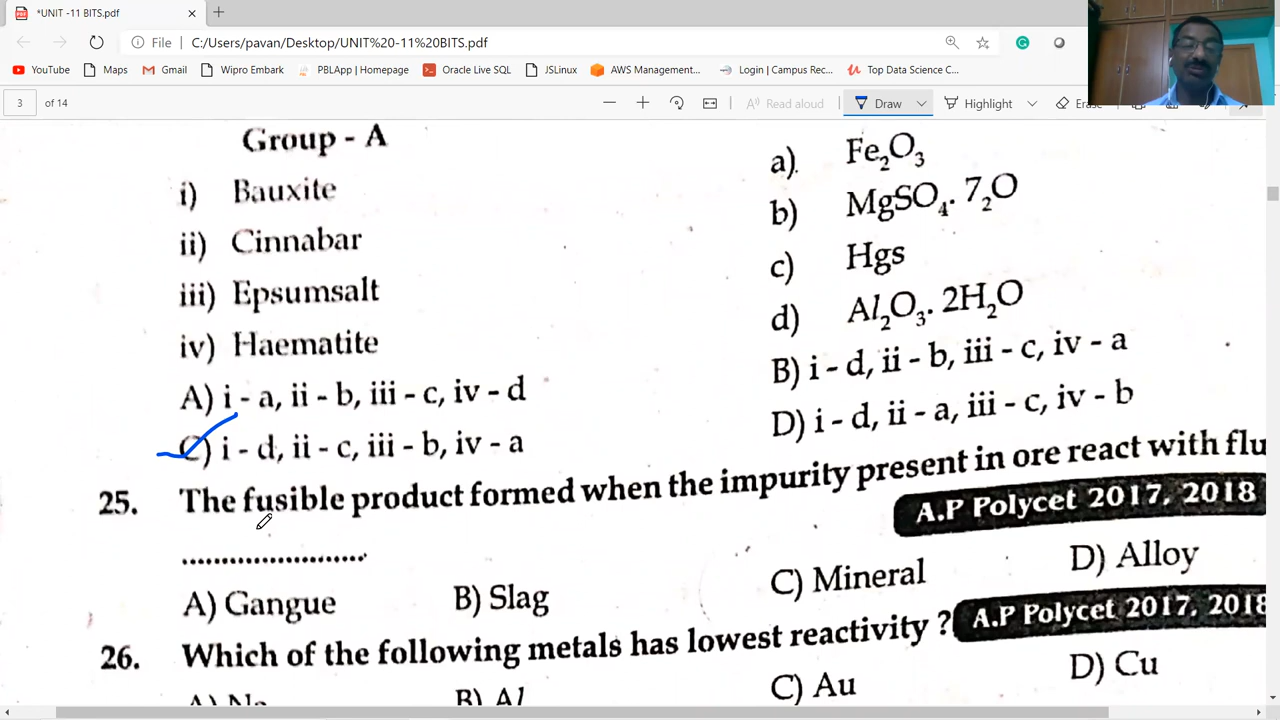 *UNIT -11 BITS.pdf
File C:/Users/pavan/Desktop/UNIT%20-11%20BITS.pdf
YouTube Maps Gmail Wipro Embark PBLApp | Homepage Oracle Live SQL JSLinux AWS Management... Login | Campus Rec... Top Data Science C...
3 of 14 Read aloud Draw Highlight
Group - A
i) Bauxite
ii) Cinnabar
iii) Epsumsalt
iv) Haematite
a). Fe2O3
b) MgSO4. 72O
c) Hgs
d) Al2O3. 2H2O
A) i - a, ii - b, iii - c, iv - d
B) i - d, ii - b, iii - c, iv - a
C) i - d, ii - c, iii - b, iv - a
D) i - d, ii - a, iii - c, iv - b
25. The fusible product formed when the impurity present in ore react with flu
A.P Polycet 2017, 2018
........................
A) Gangue B) Slag C) Mineral D) Alloy
26. Which of the following metals has lowest reactivity ? A.P Polycet 2017, 2018
B) Al C) Au D) Cu